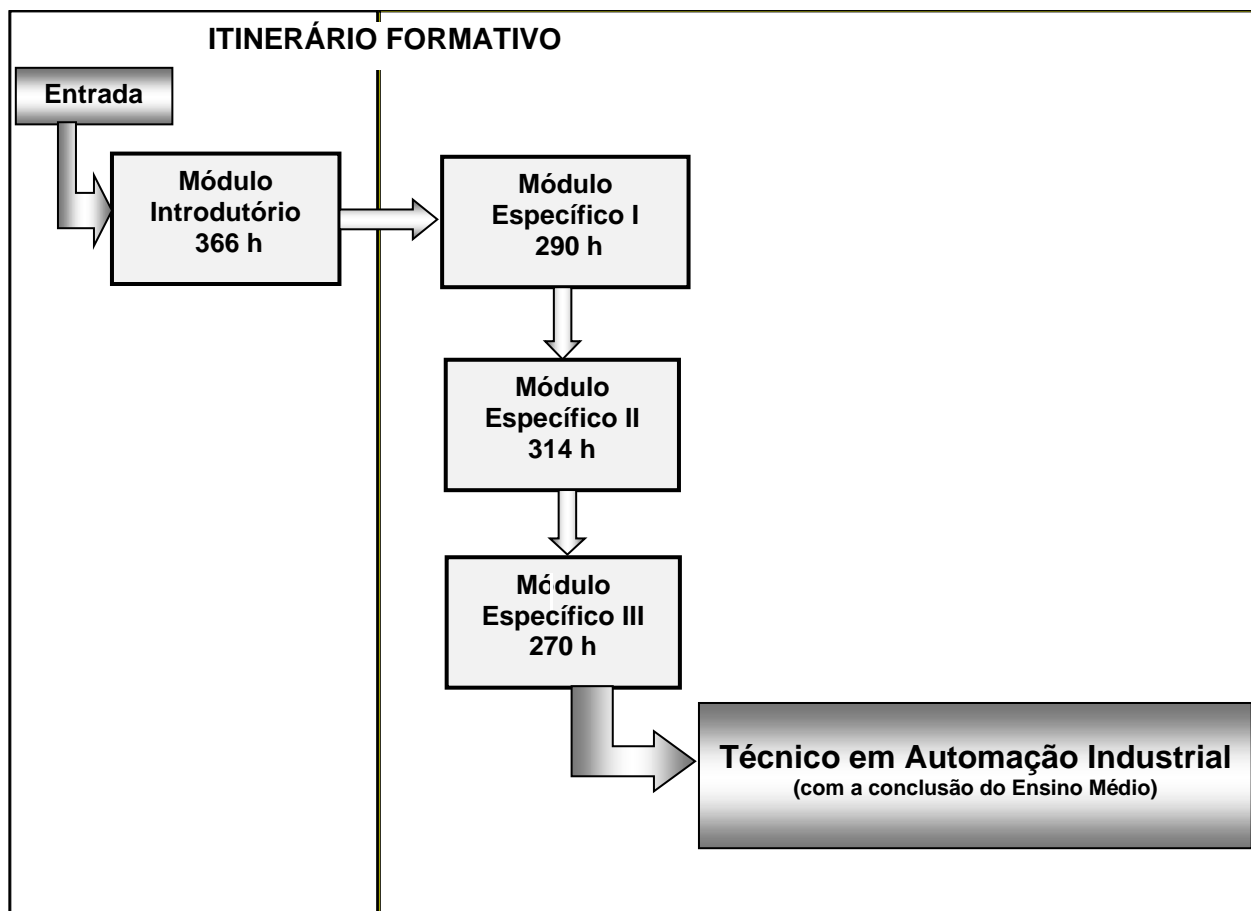 ITINERÁRIO FORMATIVO
Entrada
Módulo
Introdutório
366 h
Módulo
Específico I
290 h
Módulo
Específico II
314 h
Módulo
Específico III
270 h
Técnico em Automação Industrial
(com a conclusão do Ensino Médio)